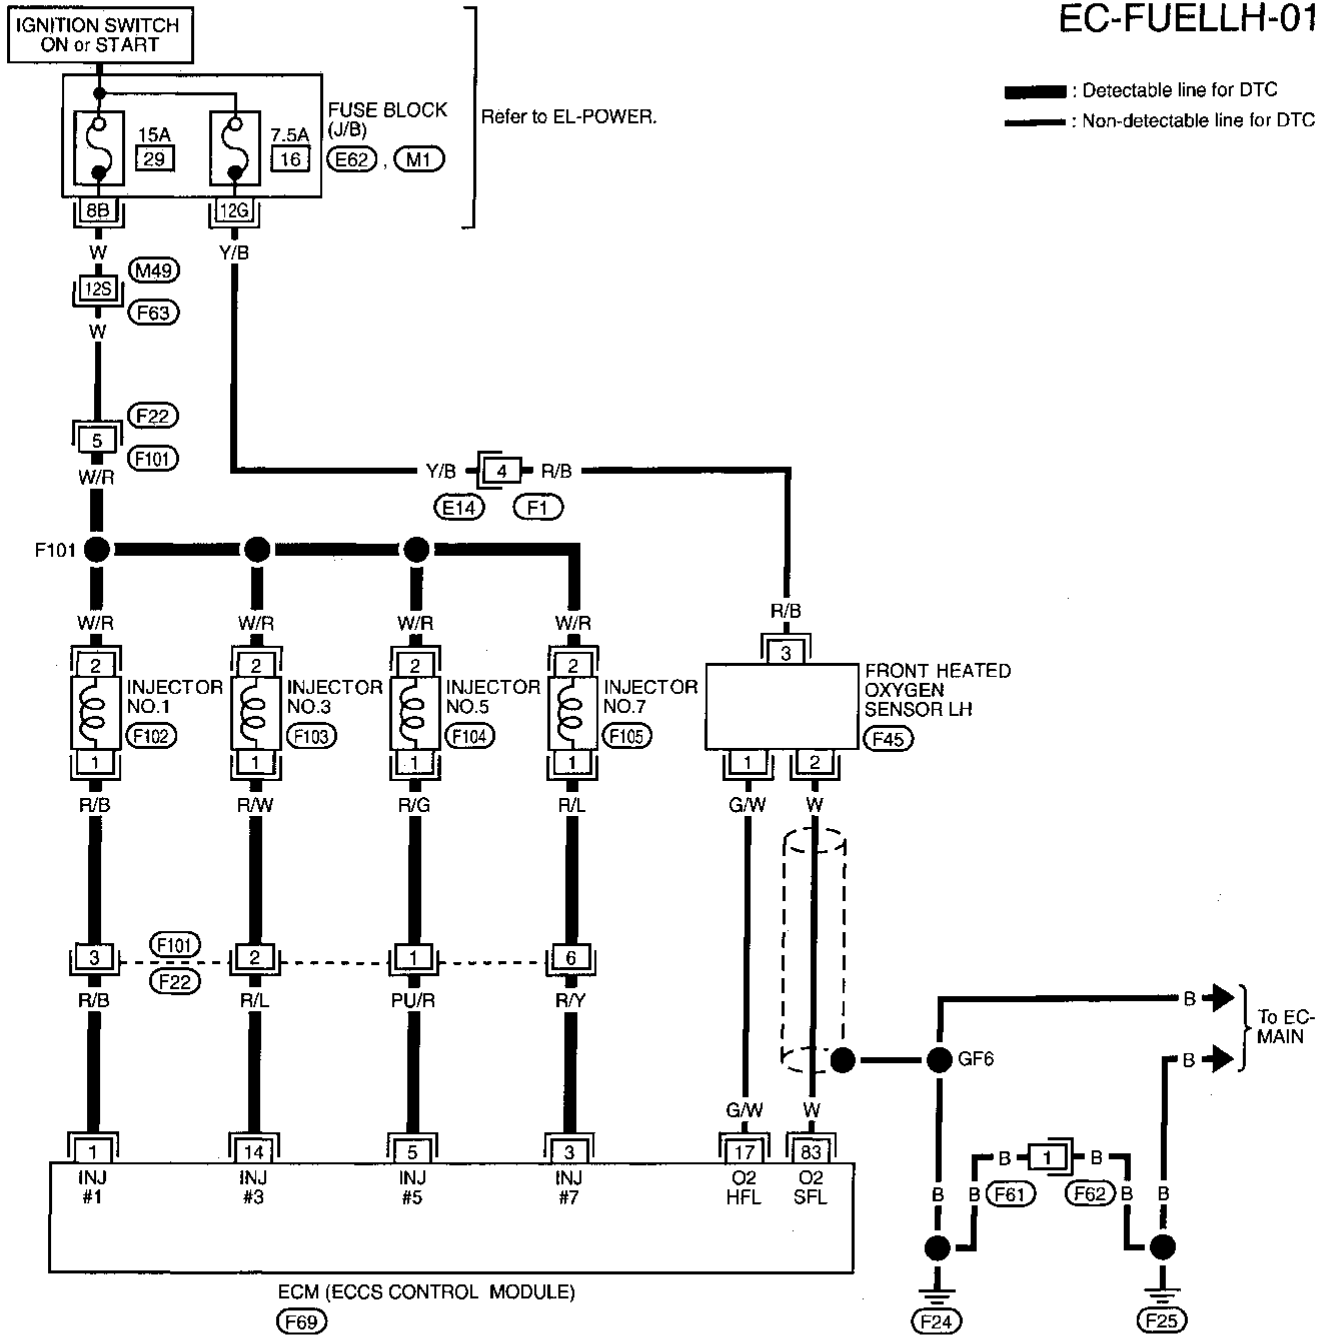 EC-FUELLH-01
IGNITION SWITCH
ON or START
: Detectable line for DTC
: Non-detectable line for DTC
FUSE BLOCK
(J/B)
E62 , M1
Refer to EL-POWER.
15A
29
7.5A
16
8B
12G
W
Y/B
M49
12S
F63
W
F22
5
F101
W/R
Y/B
4
R/B
E14
F1
F101
R/B
W/R
W/R
W/R
W/R
2
2
2
2
3
INJECTOR
NO.1
F102
INJECTOR
NO.3
F103
INJECTOR
NO.5
F104
INJECTOR
NO.7
F105
FRONT HEATED
OXYGEN
SENSOR LH
F45
1
1
1
1
1
2
R/B
R/W
R/G
R/L
G/W
W
3
F101
2
1
6
F22
R/B
R/L
PU/R
R/Y
B
To EC-
MAIN
B
GF6
G/W
W
1
14
5
3
17
83
INJ
#1
INJ
#3
INJ
#5
INJ
#7
O2
HFL
O2
SFL
B
1
B
B
B
F61
F62
B
B
ECM (ECCS CONTROL MODULE)
F69
F24
F25